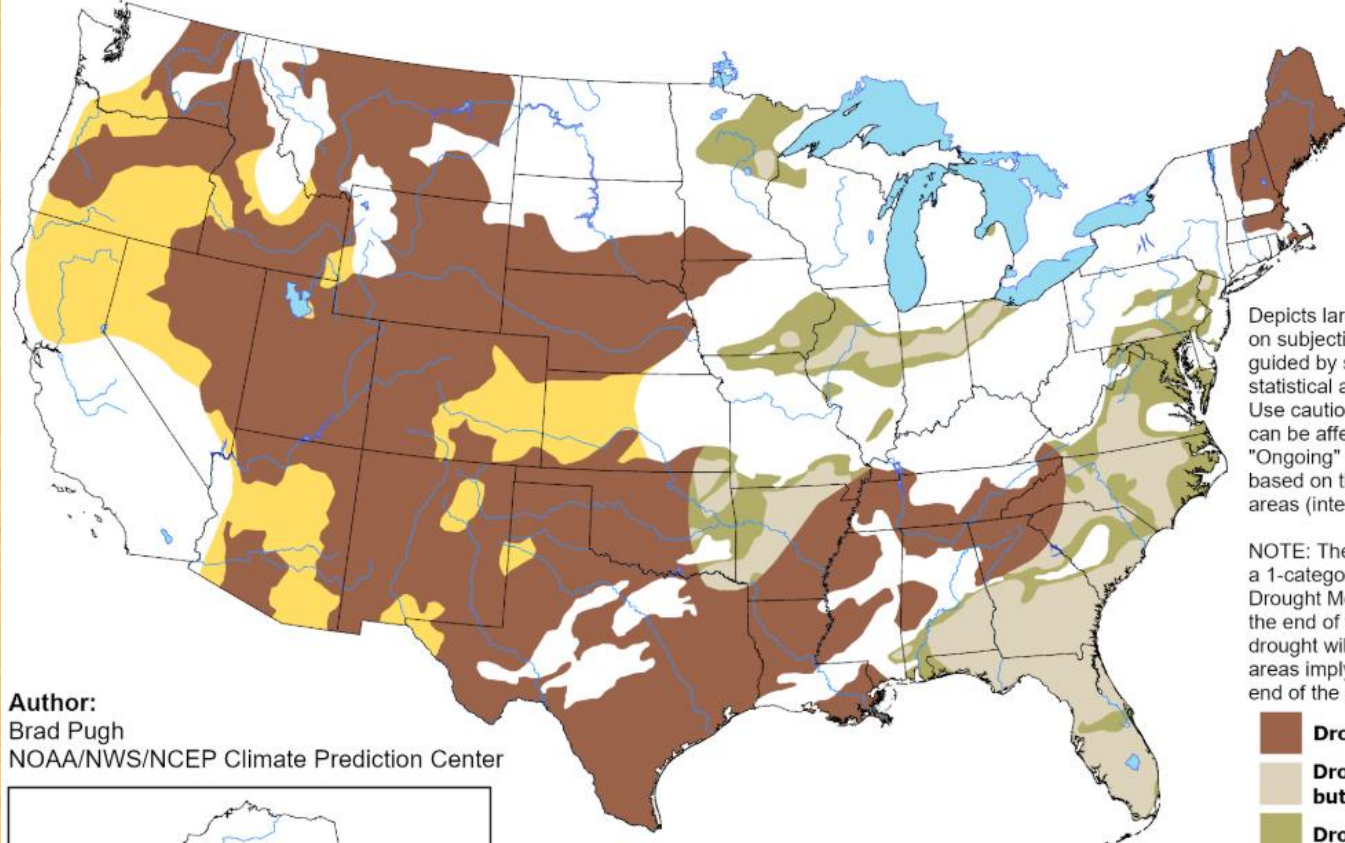 Depicts lar
on subjecti
guided by s
statistical a
Use cautio
can be affe
"Ongoing"
based on t
areas (inte
NOTE: The
a 1-catego
Drought M
the end of
drought wil
areas imply
end of the
Author:
Brad Pugh
NOAA/NWS/NCEP Climate Prediction Center
Dro
Dro
but
Dro